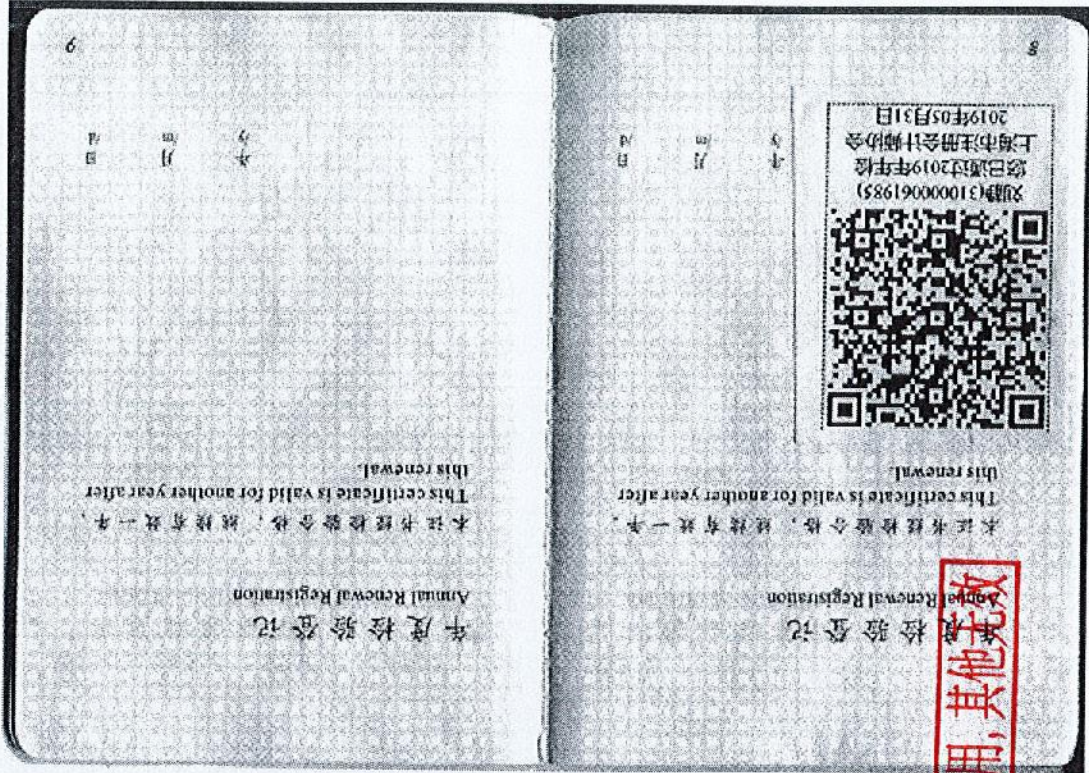 年度检验登记
Annual Renewal Registration
本证书经检验合格，继续有效一年。
This certificate is valid for another year after
this renewal.
刘静(310000061985)
您已通过2019年年检
上海市注册会计师协会
2019年05月31日
年 月 日
/y /m /d
年度检验登记
Annual Renewal Registration
本证书经检验合格，继续有效一年。
This certificate is valid for another year after
this renewal.
年 月 日
/y /m /d
用，其他无效